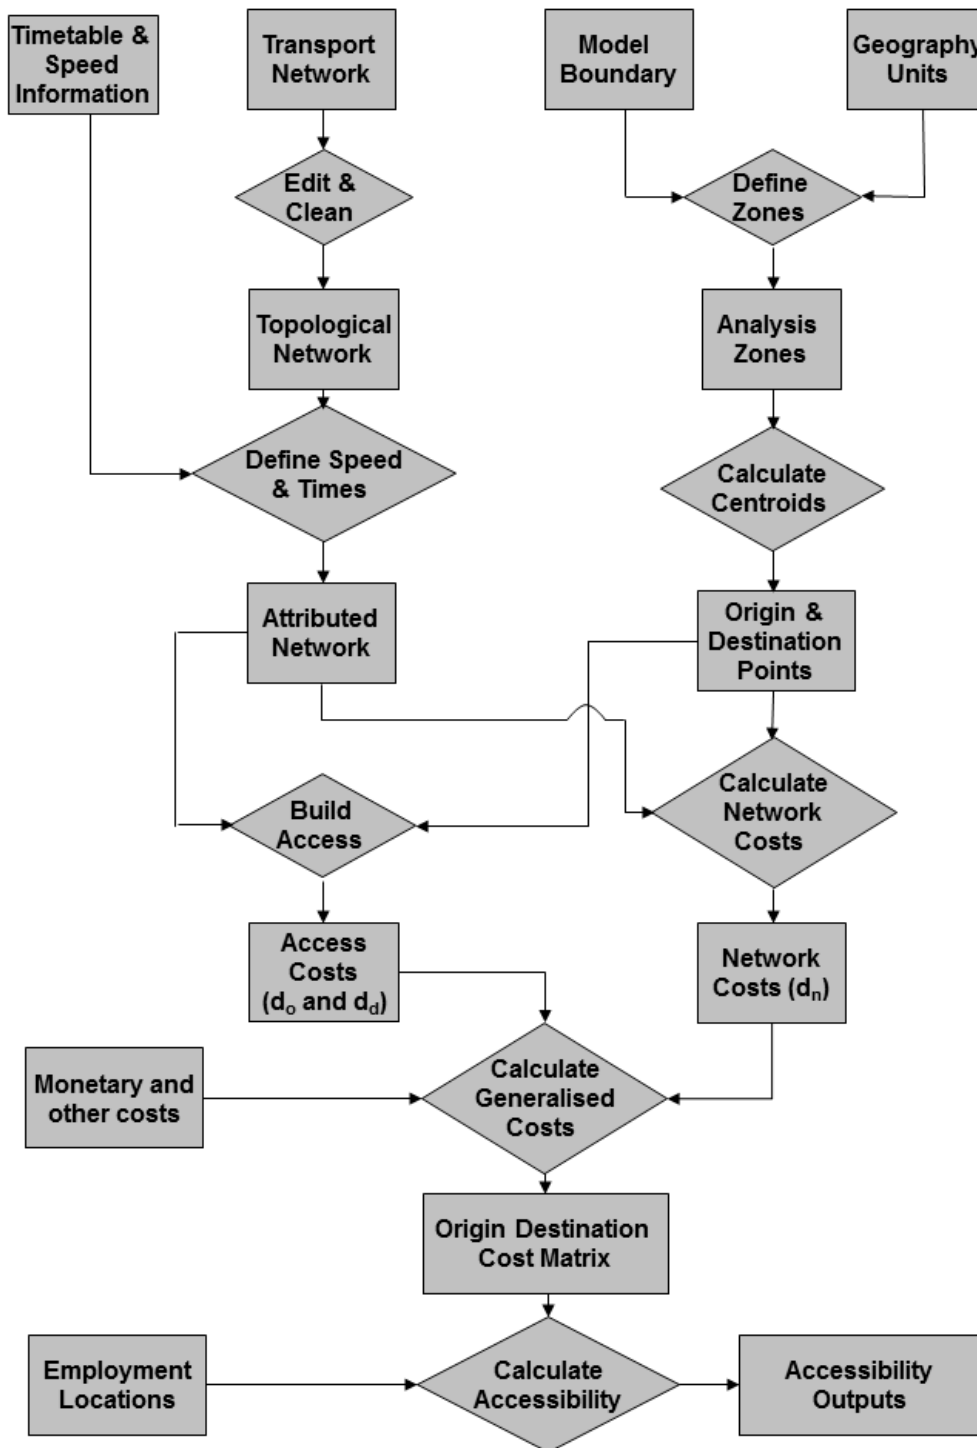 Timetable &
Speed
Information
Transport
Network
Model
Boundary
Geography
Units
Edit &
Clean
Define
Zones
Topological
Network
Analysis
Zones
Define Speed
& Times
Calculate
Centroids
Attributed
Network
Origin &
Destination
Points
Build
Access
Calculate
Network
Costs
Access
Costs
(dₒ and d_d)
Network
Costs (dₙ)
Monetary and
other costs
Calculate
Generalised
Costs
Origin Destination
Cost Matrix
Employment
Locations
Calculate
Accessibility
Accessibility
Outputs